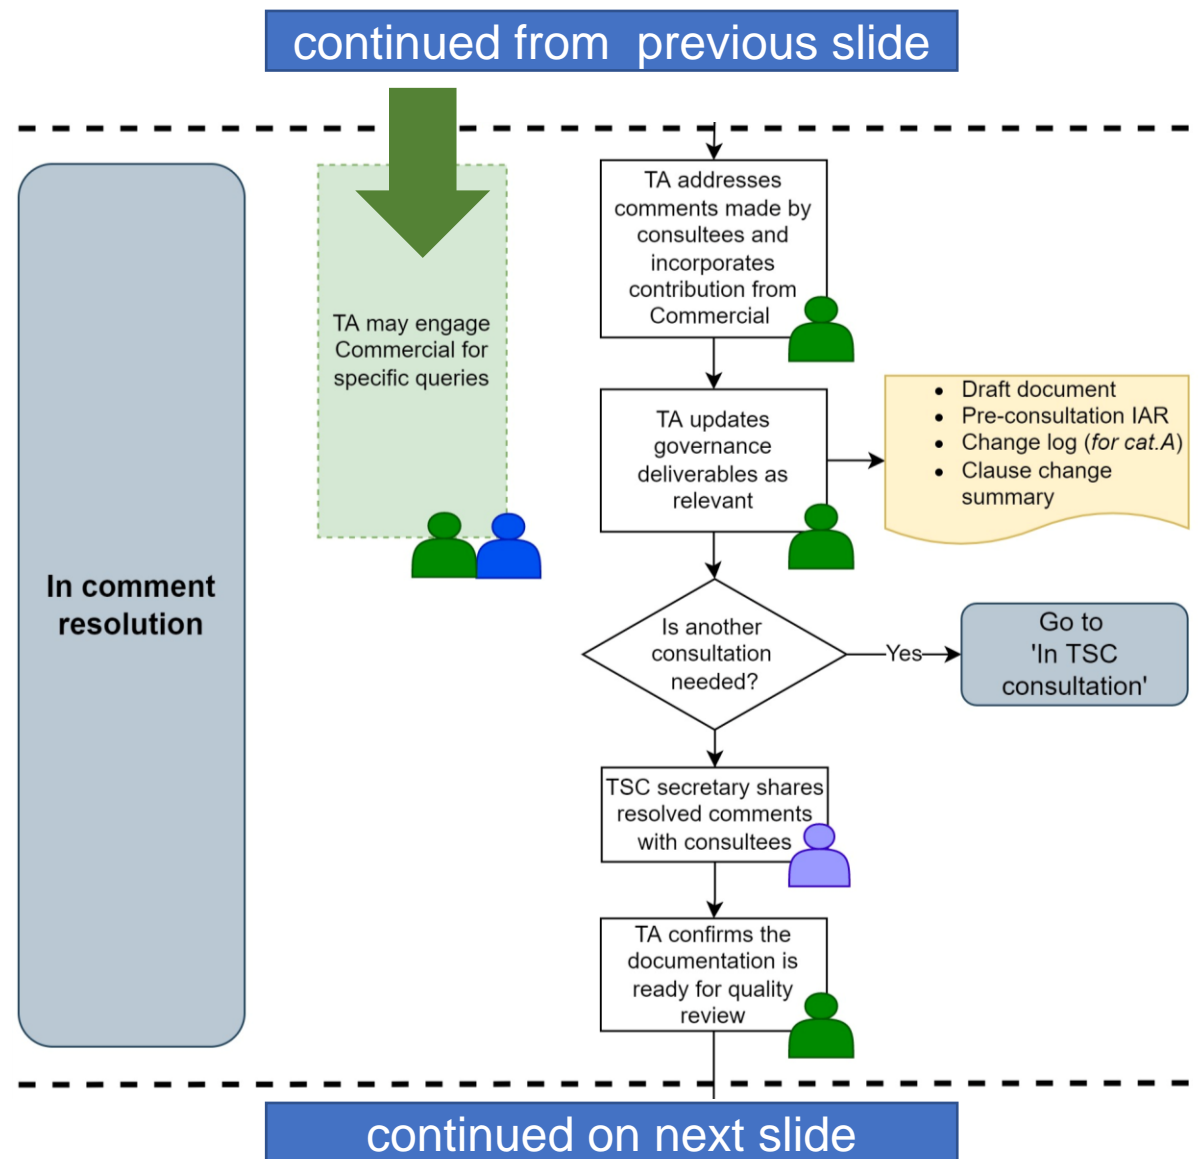 continued from previous slide
TA addresses
comments made by
consultees and
incorporates
contribution from
Commercial
TA may engage
Commercial for
specific queries
TA updates
governance
deliverables as
relevant
• Draft document
• Pre-consultation IAR
• Change log (for cat.A)
• Clause change
summary
In comment
resolution
Is another
consultation
needed?
Yes
Go to
'In TSC
consultation'
TSC secretary shares
resolved comments
with consultees
TA confirms the
documentation is
ready for quality
review
continued on next slide